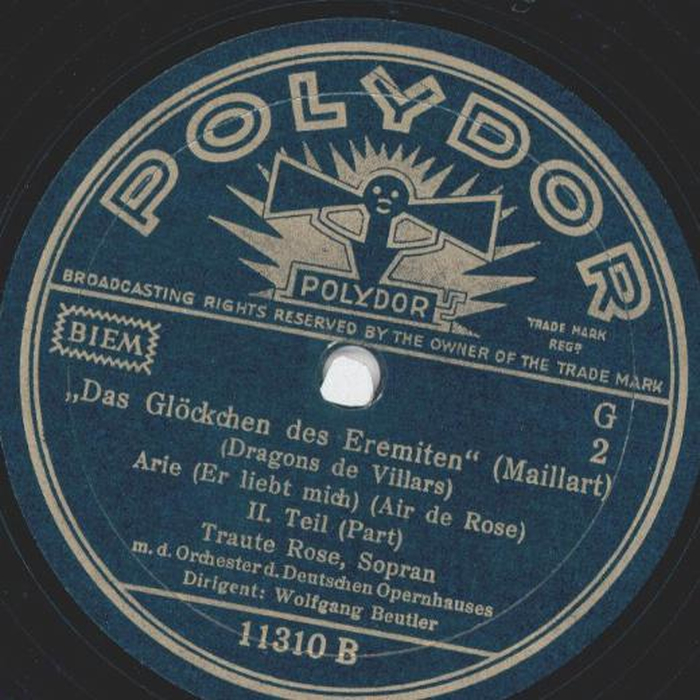 POLYDOR
POLYDOR
TRADE MARK
REG?
BROADCASTING RIGHTS RESERVED BY THE OWNER OF THE TRADE MARK
BIEM
G
2
„Das Glöckchen des Eremiten“ (Maillart)
(Dragons de Villars)
Arie (Er liebt mich) (Air de Rose)
II. Teil (Part)
Traute Rose, Sopran
m. d. Orchester d. Deutschen Opernhauses
Dirigent: Wolfgang Beutler
11310 B